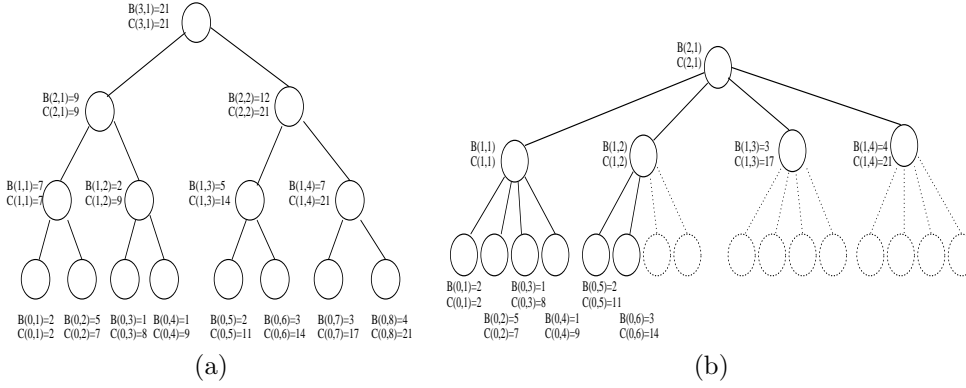 B(3,1)=21
C(3,1)=21
B(2,1)=9
C(2,1)=9
B(2,2)=12
C(2,2)=21
B(1,1)=7
C(1,1)=7
B(1,2)=2
C(1,2)=9
B(1,3)=5
C(1,3)=14
B(1,4)=7
C(1,4)=21
B(0,1)=2 B(0,2)=5 B(0,3)=1 B(0,4)=1 B(0,5)=2 B(0,6)=3 B(0,7)=3 B(0,8)=4
C(0,1)=2 C(0,2)=7 C(0,3)=8 C(0,4)=9 C(0,5)=11 C(0,6)=14 C(0,7)=17 C(0,8)=21
(a)
B(2,1)
C(2,1)
B(1,1)
C(1,1)
B(1,2)
C(1,2)
B(1,3)=3
C(1,3)=17
B(1,4)=4
C(1,4)=21
B(0,1)=2 B(0,3)=1 B(0,5)=2
C(0,1)=2 C(0,3)=8 C(0,5)=11
B(0,2)=5 B(0,4)=1 B(0,6)=3
C(0,2)=7 C(0,4)=9 C(0,6)=14
(b)